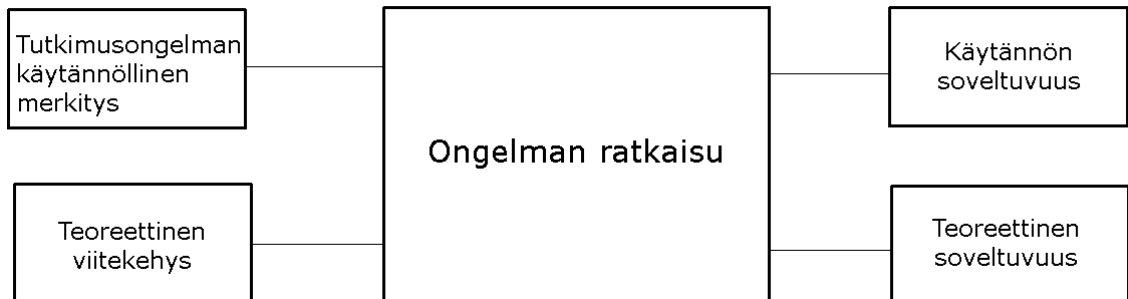 Tutkimusongelman
käytännöllinen
merkitys
Teoreettinen
viitekehys
Ongelman ratkaisu
Käytännön
soveltuvuus
Teoreettinen
soveltuvuus